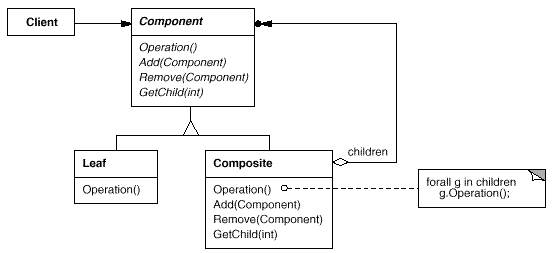 Client
Component
Operation()
Add(Component)
Remove(Component)
GetChild(int)
children
Leaf
Operation()
Composite
Operation()
Add(Component)
Remove(Component)
GetChild(int)
forall g in children
g.Operation();